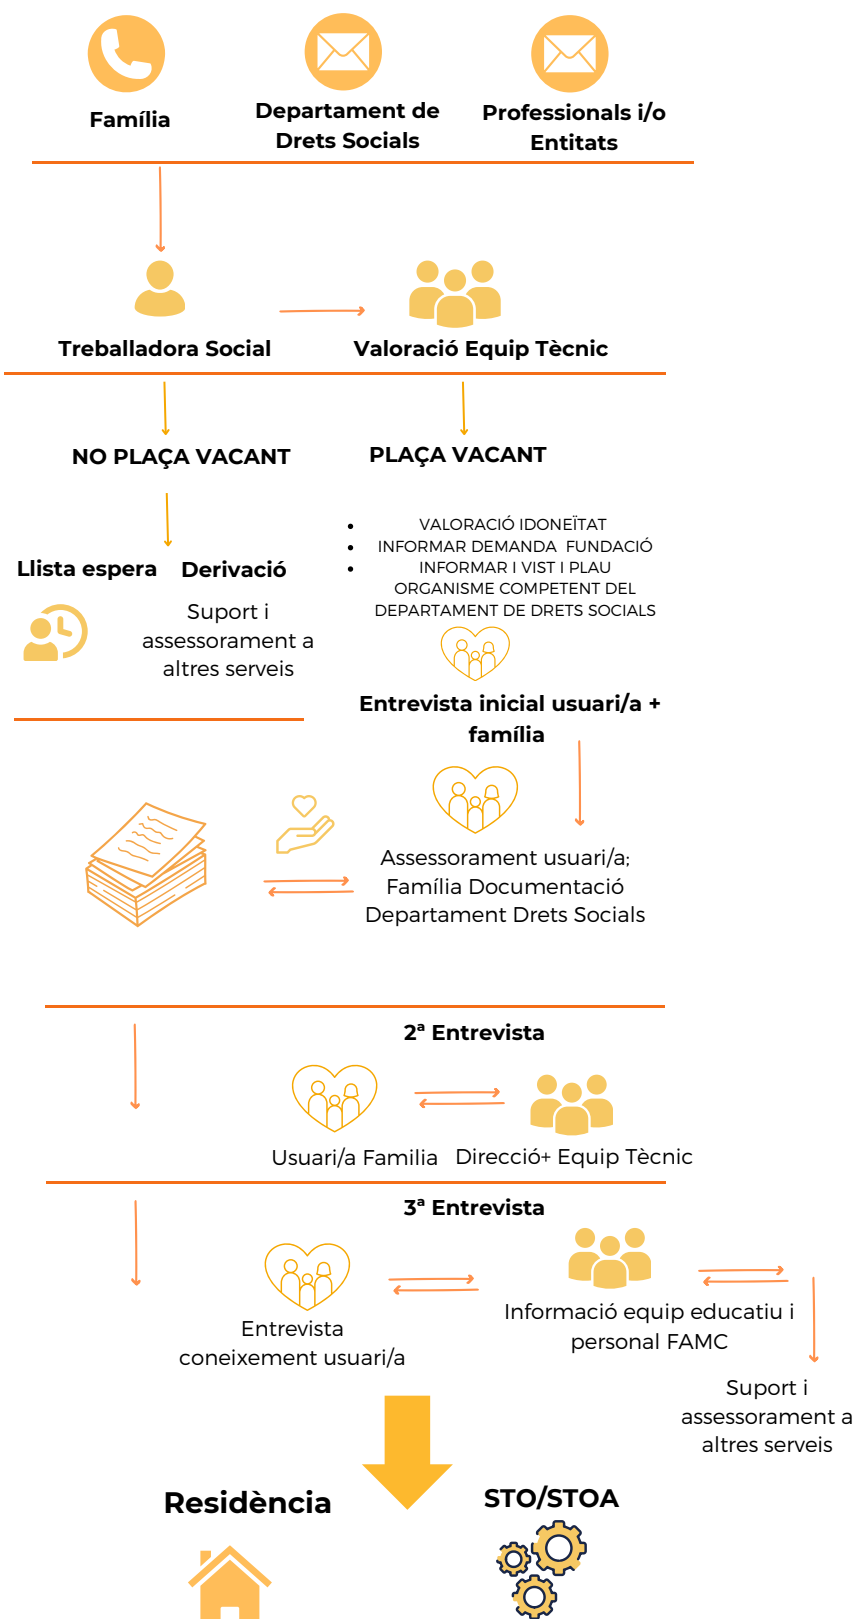 Família
Departament de
Drets Socials
Professionals i/o
Entitats
Treballadora Social
Valoració Equip Tècnic
NO PLAÇA VACANT
PLAÇA VACANT
• VALORACIÓ IDONEÏTAT
• INFORMAR DEMANDA FUNDACIÓ
• INFORMAR I VIST I PLAU
ORGANISME COMPETENT DEL
DEPARTAMENT DE DRETS SOCIALS
Llista espera
Derivació
Suport i
assessorament a
altres serveis
Entrevista inicial usuari/a +
família
Assessorament usuari/a;
Família Documentació
Departament Drets Socials
2ª Entrevista
Usuari/a Familia
Direcció+ Equip Tècnic
3ª Entrevista
Entrevista
coneixement usuari/a
Informació equip educatiu i
personal FAMC
Suport i
assessorament a
altres serveis
Residència
STO/STOA